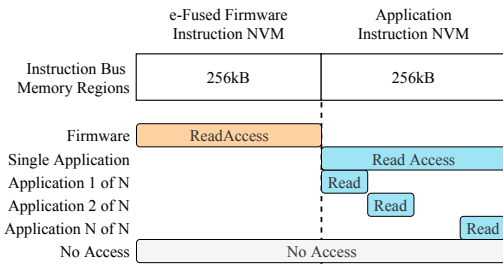 e-Fused Firmware
Instruction NVM
Application
Instruction NVM
Instruction Bus
Memory Regions
256kB
256kB
Firmware
ReadAccess
Single Application
Read Access
Application 1 of N
Read
Application 2 of N
Read
Application N of N
Read
No Access
No Access